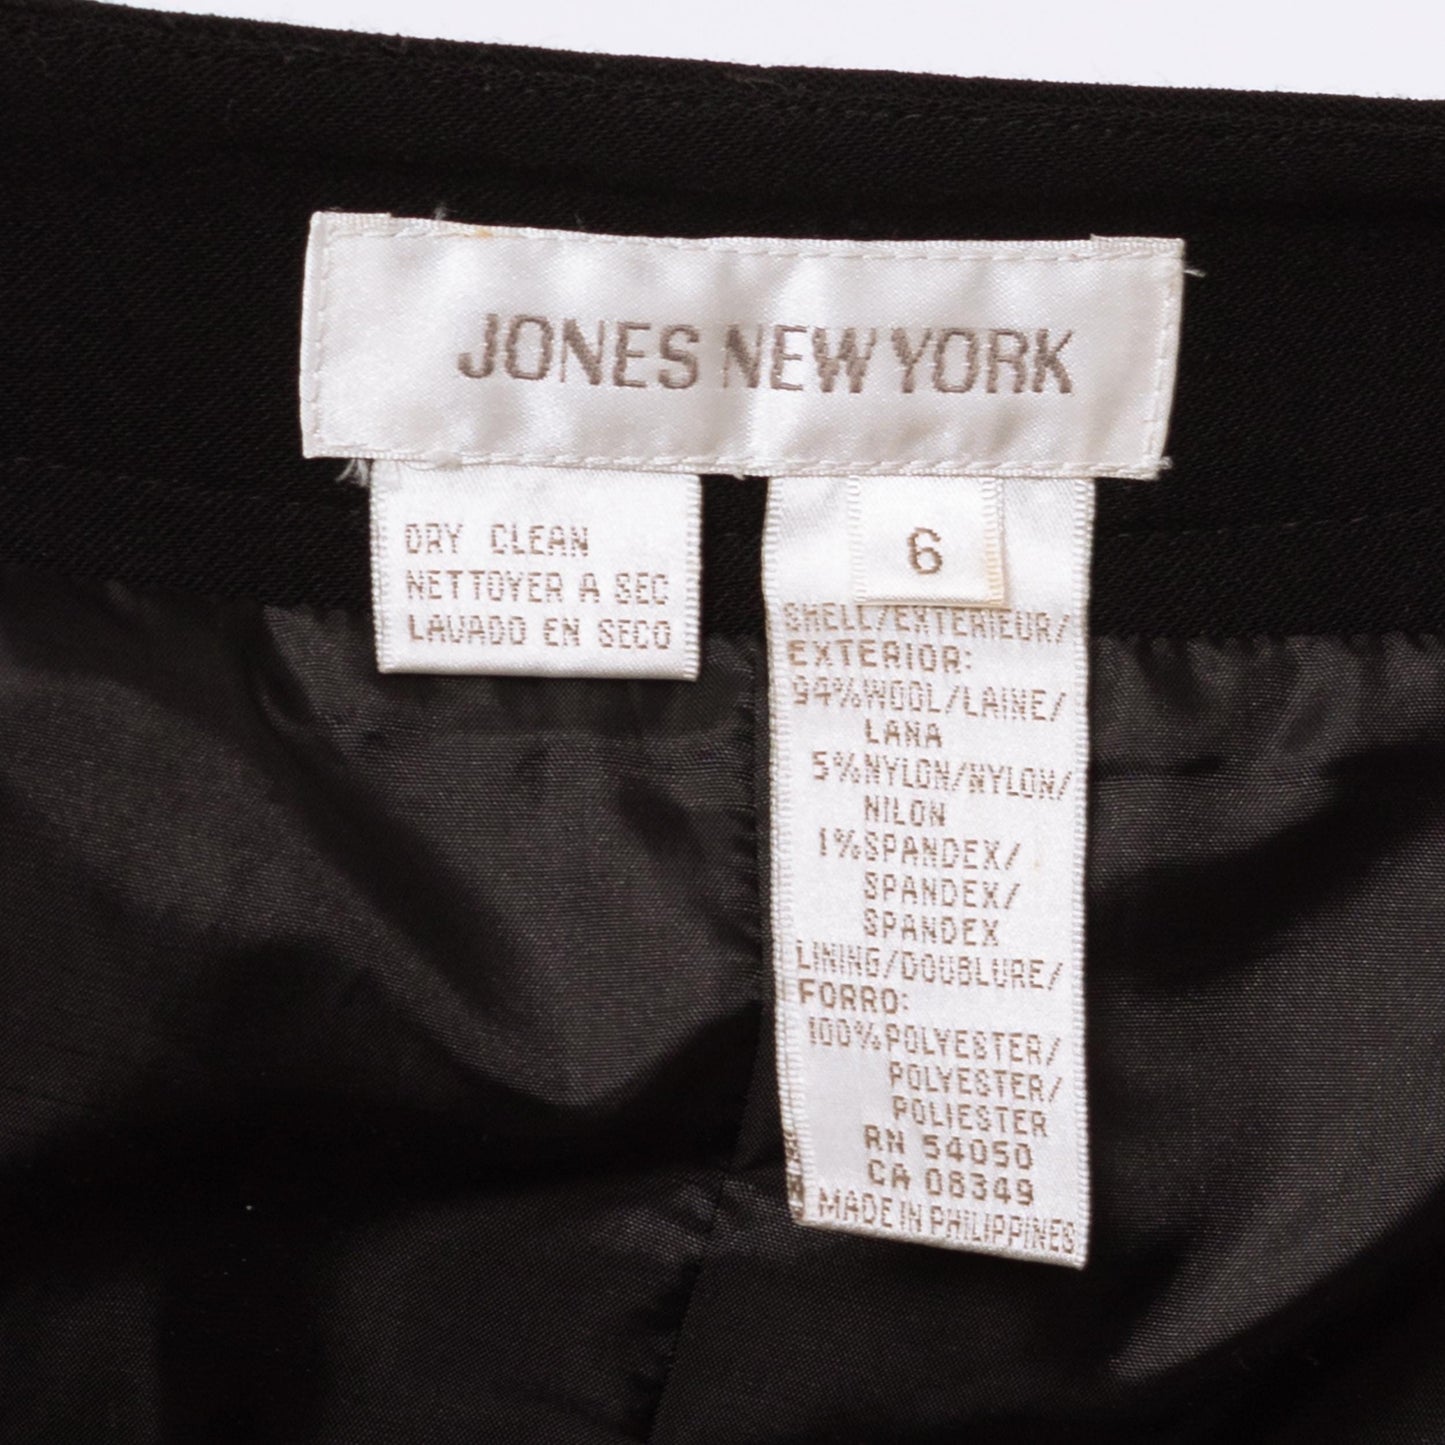 JONES NEW YORK
DRY CLEAN
NETTOYER A SEC
LAVADO EN SECO
6
SHELL/EXTERIEUR/
EXTERIOR:
94%WOOL/LAINE/
LANA
5%NYLON/NYLON/
NILON
1%SPANDEX/
SPANDEX/
SPANDEX
LINING/DOUBLURE/
FORRO:
100%POLYESTER/
POLYESTER/
POLIESTER
RN 54050
CA 08349
MADE IN PHILIPPINES